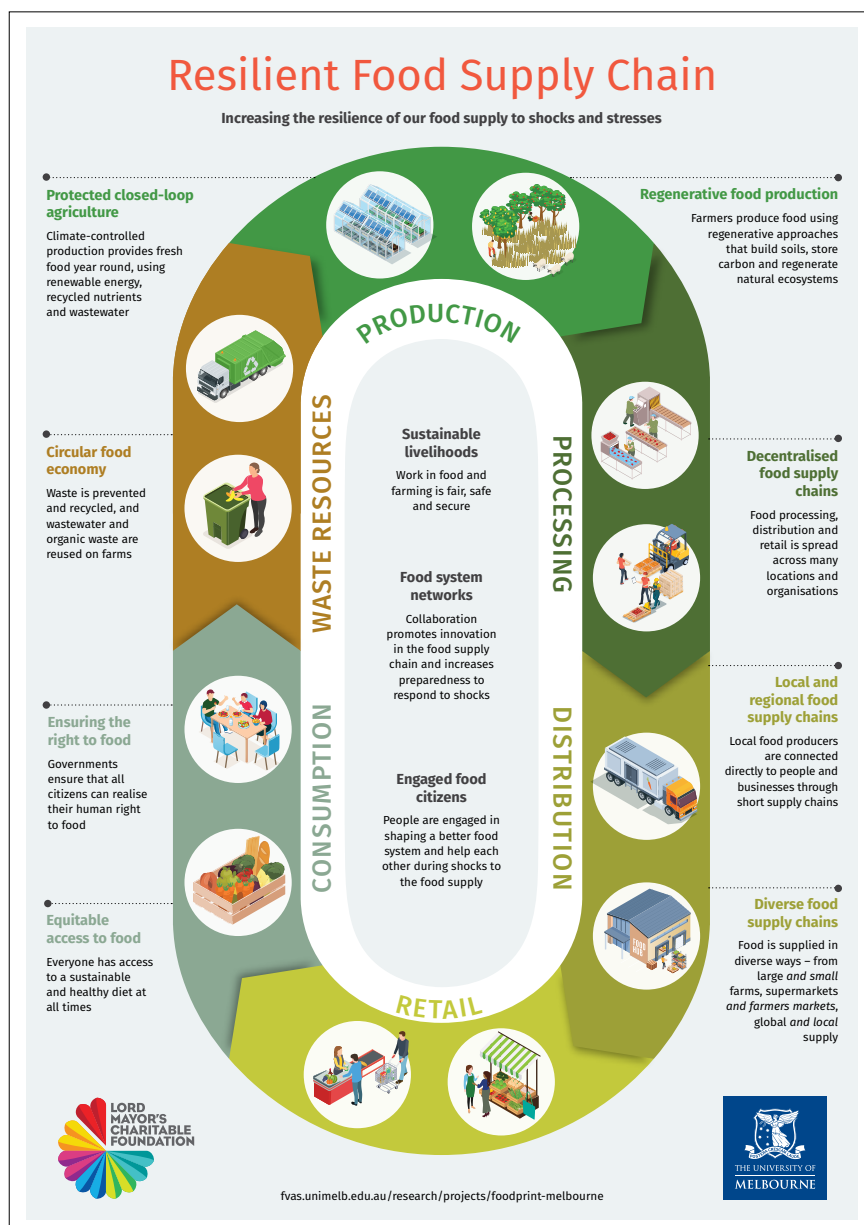 Resilient Food Supply Chain
Increasing the resilience of our food supply to shocks and stresses
Protected closed-loop
agriculture
Climate-controlled
production provides fresh
food year round, using
renewable energy,
recycled nutrients
and wastewater
Regenerative food production
Farmers produce food using
regenerative approaches
that build soils, store
carbon and regenerate
natural ecosystems
PRODUCTION
PROCESSING
Decentralised
food supply
chains
Food processing,
distribution and
retail is spread
across many
locations and
organisations
DISTRIBUTION
Local and
regional food
supply chains
Local food producers
are connected
directly to people and
businesses through
short supply chains
FOOD
HUB
Diverse food
supply chains
Food is supplied in
diverse ways – from
large and small
farms, supermarkets
and farmers markets,
global and local
supply
RETAIL
CONSUMPTION
Ensuring the
right to food
Governments
ensure that all
citizens can realise
their human right
to food
Equitable
access to food
Everyone has access
to a sustainable
and healthy diet at
all times
WASTE RESOURCES
Circular food
economy
Waste is prevented
and recycled, and
wastewater and
organic waste are
reused on farms
Sustainable
livelihoods
Work in food and
farming is fair, safe
and secure
Food system
networks
Collaboration
promotes innovation
in the food supply
chain and increases
preparedness to
respond to shocks
Engaged food
citizens
People are engaged in
shaping a better food
system and help each
other during shocks to
the food supply
LORD
MAYOR'S
CHARITABLE
FOUNDATION
fvas.unimelb.edu.au/research/projects/foodprint-melbourne
THE UNIVERSITY OF
MELBOURNE